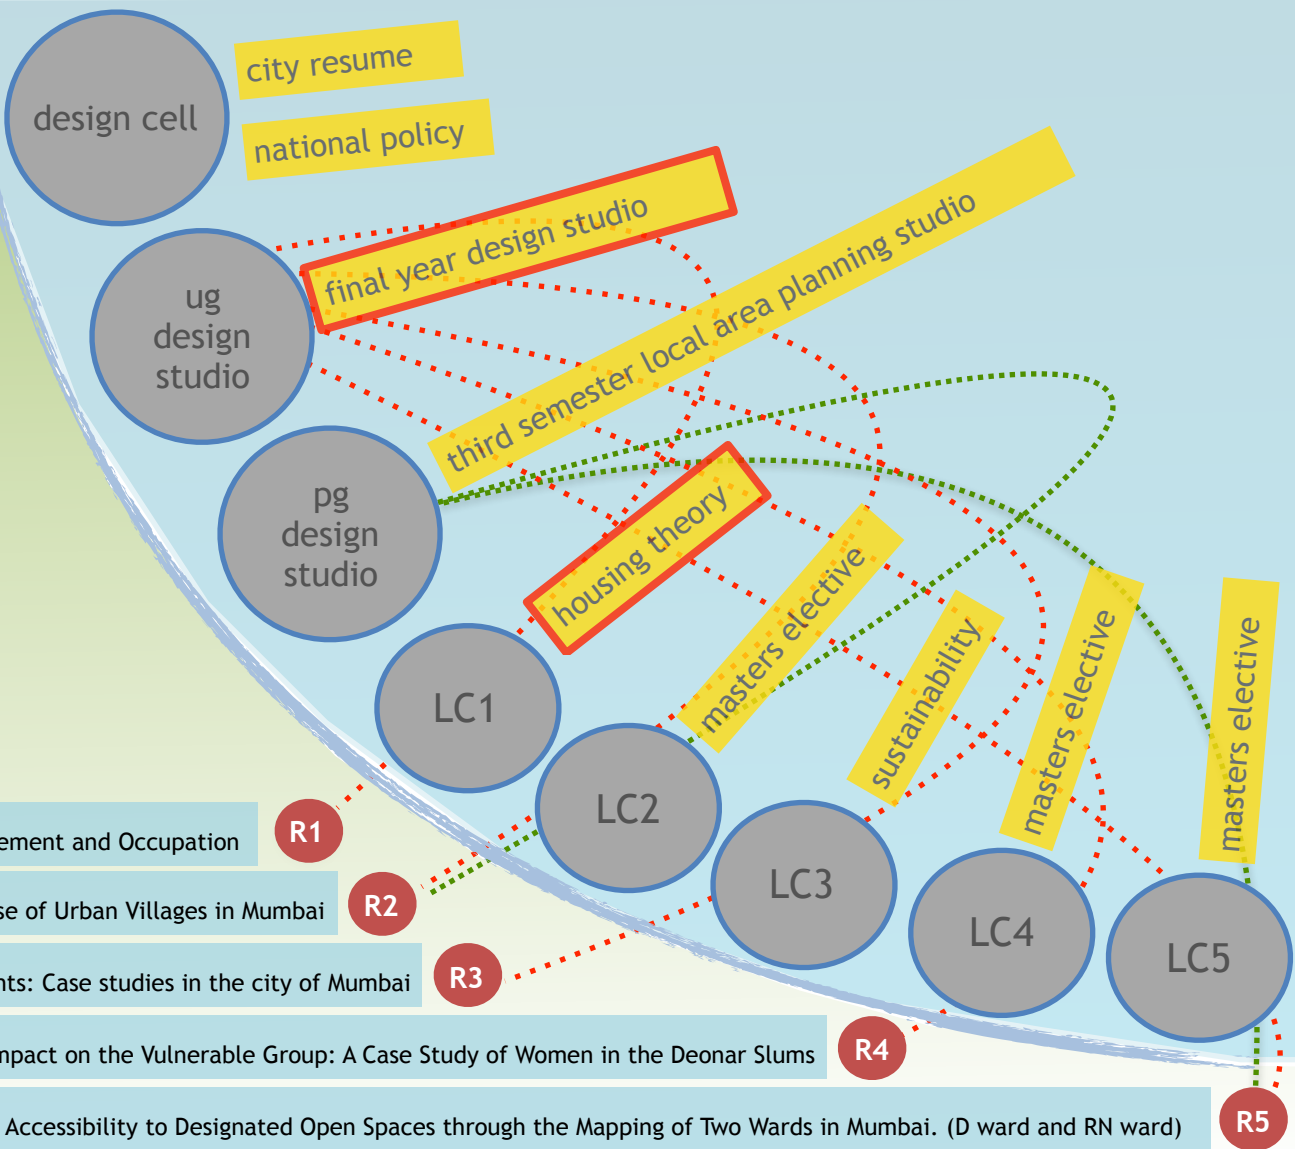 design cell
city resume
national policy
ug
design
studio
final year design studio
third semester local area planning studio
pg
design
studio
housing theory
masters elective
sustainability
masters elective
masters elective
LC1
LC2
LC3
LC4
LC5
ement and Occupation
R1
se of Urban Villages in Mumbai
R2
nts: Case studies in the city of Mumbai
R3
mpact on the Vulnerable Group: A Case Study of Women in the Deonar Slums
R4
Accessibility to Designated Open Spaces through the Mapping of Two Wards in Mumbai. (D ward and RN ward)
R5